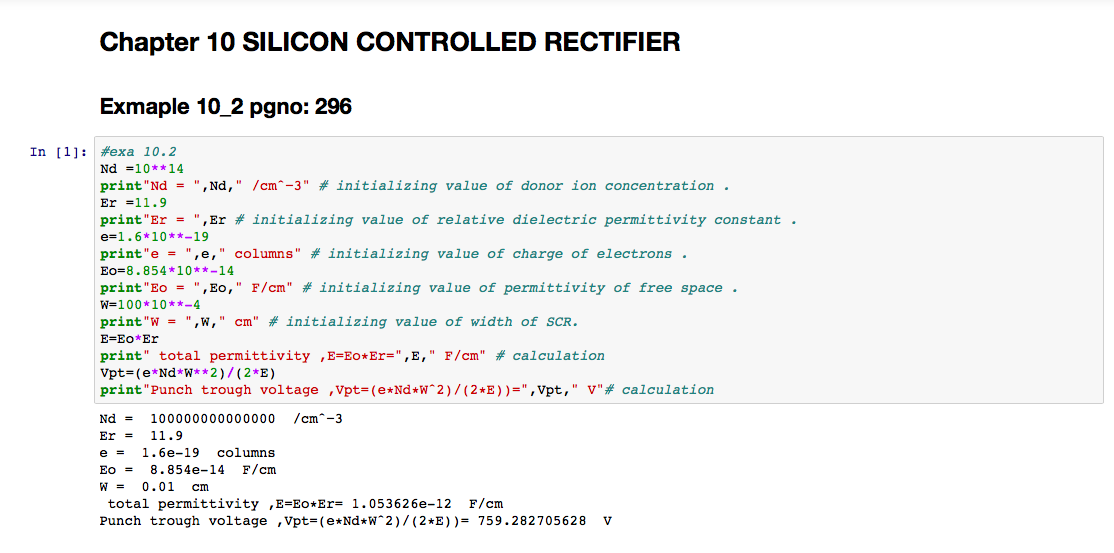 Chapter 10 SILICON CONTROLLED RECTIFIER
Exmaple 10_2 pgno: 296
In [1]: #exa 10.2
Nd =10**14
print"Nd = ",Nd," /cm^-3" # initializing value of donor ion concentration .
Er =11.9
print"Er = ",Er # initializing value of relative dielectric permittivity constant .
e=1.6*10**-19
print"e = ",e," columns" # initializing value of charge of electrons .
Eo=8.854*10**-14
print"Eo = ",Eo," F/cm" # initializing value of permittivity of free space .
W=100*10**-4
print"W = ",W," cm" # initializing value of width of SCR.
E=Eo*Er
print" total permittivity ,E=Eo*Er=",E," F/cm" # calculation
Vpt=(e*Nd*W**2)/(2*E)
print"Punch trough voltage ,Vpt=(e*Nd*W^2)/(2*E))=",Vpt," V"# calculation
Nd =  100000000000000  /cm^-3
Er =  11.9
e =  1.6e-19  columns
Eo =  8.854e-14  F/cm
W =  0.01  cm
 total permittivity ,E=Eo*Er= 1.053626e-12  F/cm
Punch trough voltage ,Vpt=(e*Nd*W^2)/(2*E))= 759.282705628  V